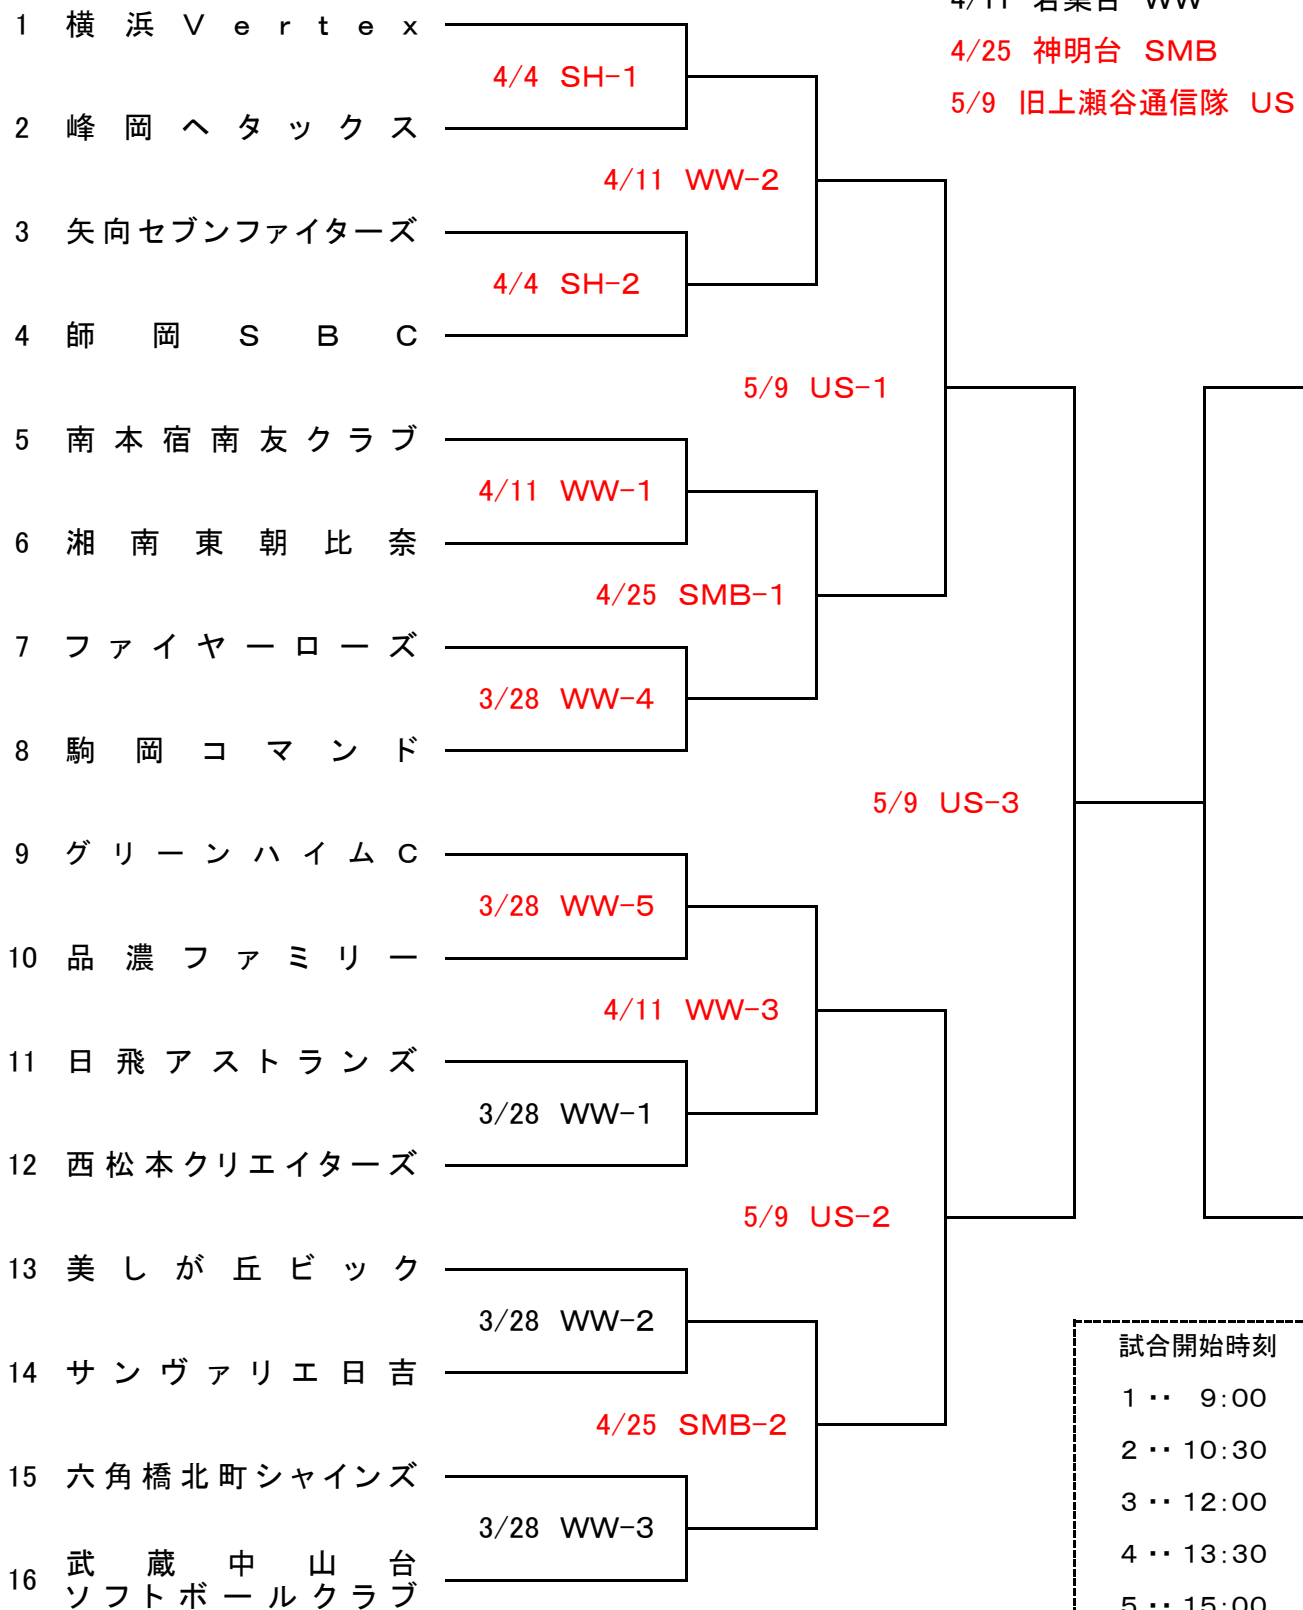 4/11 若葉台 WW
4/25 神明台 SMB
5/9 旧上瀬谷通信隊 US
1 横浜Vertex
4/4 SH-1
2 峰岡ヘタックス
4/11 WW-2
3 矢向セブンファイターズ
4/4 SH-2
4 師岡SBC
5/9 US-1
5 南本宿南友クラブ
4/11 WW-1
6 湘南東朝比奈
4/25 SMB-1
7 ファイヤーローズ
3/28 WW-4
8 駒岡コマンド
5/9 US-3
9 グリーンハイムC
3/28 WW-5
10 品濃ファミリー
4/11 WW-3
11 日飛アストランズ
3/28 WW-1
12 西松本クリエイターズ
5/9 US-2
13 美しが丘ビック
3/28 WW-2
14 サンヴァリエ日吉
4/25 SMB-2
15 六角橋北町シャインズ
3/28 WW-3
16 武蔵中山台
ソフトボールクラブ
試合開始時刻
1 ‥ 9:00
2 ‥ 10:30
3 ‥ 12:00
4 ‥ 13:30
5 ‥ 15:00